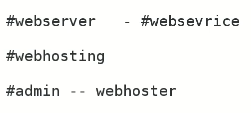 #webserver   - #websevrice
#webhosting
#admin -- webhoster